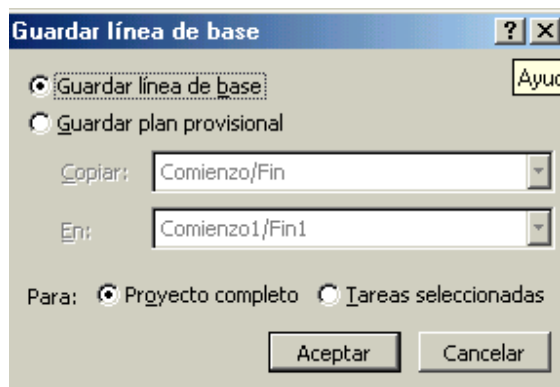 Guardar línea de base
Ayuc
Guardar línea de base
Guardar plan provisional
Copiar: Comienzo/Fin
En: Comienzo1/Fin1
Para: Proyecto completo Tareas seleccionadas
Aceptar Cancelar